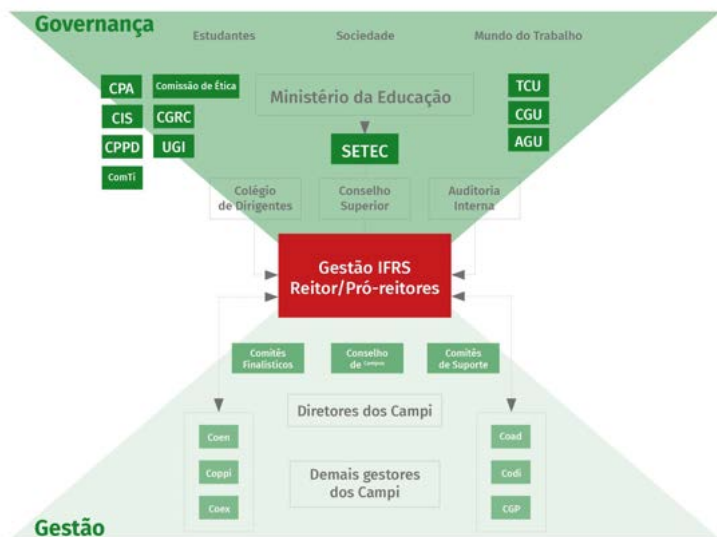 Governança
Estudantes
Sociedade
Mundo do Trabalho
CPA
Comissão de Ética
CIS
CGRC
CPPD
UGI
ComTi
Ministério da Educação
SETEC
TCU
CGU
AGU
Colégio
de Dirigentes
Conselho
Superior
Auditoria
Interna
Gestão IFRS
Reitor/Pró-reitores
Comitês
Finalísticos
Conselho
de Campus
Comitês
de Suporte
Diretores dos Campi
Coen
Coppi
Coex
Demais gestores
dos Campi
Coad
Codi
CGP
Gestão